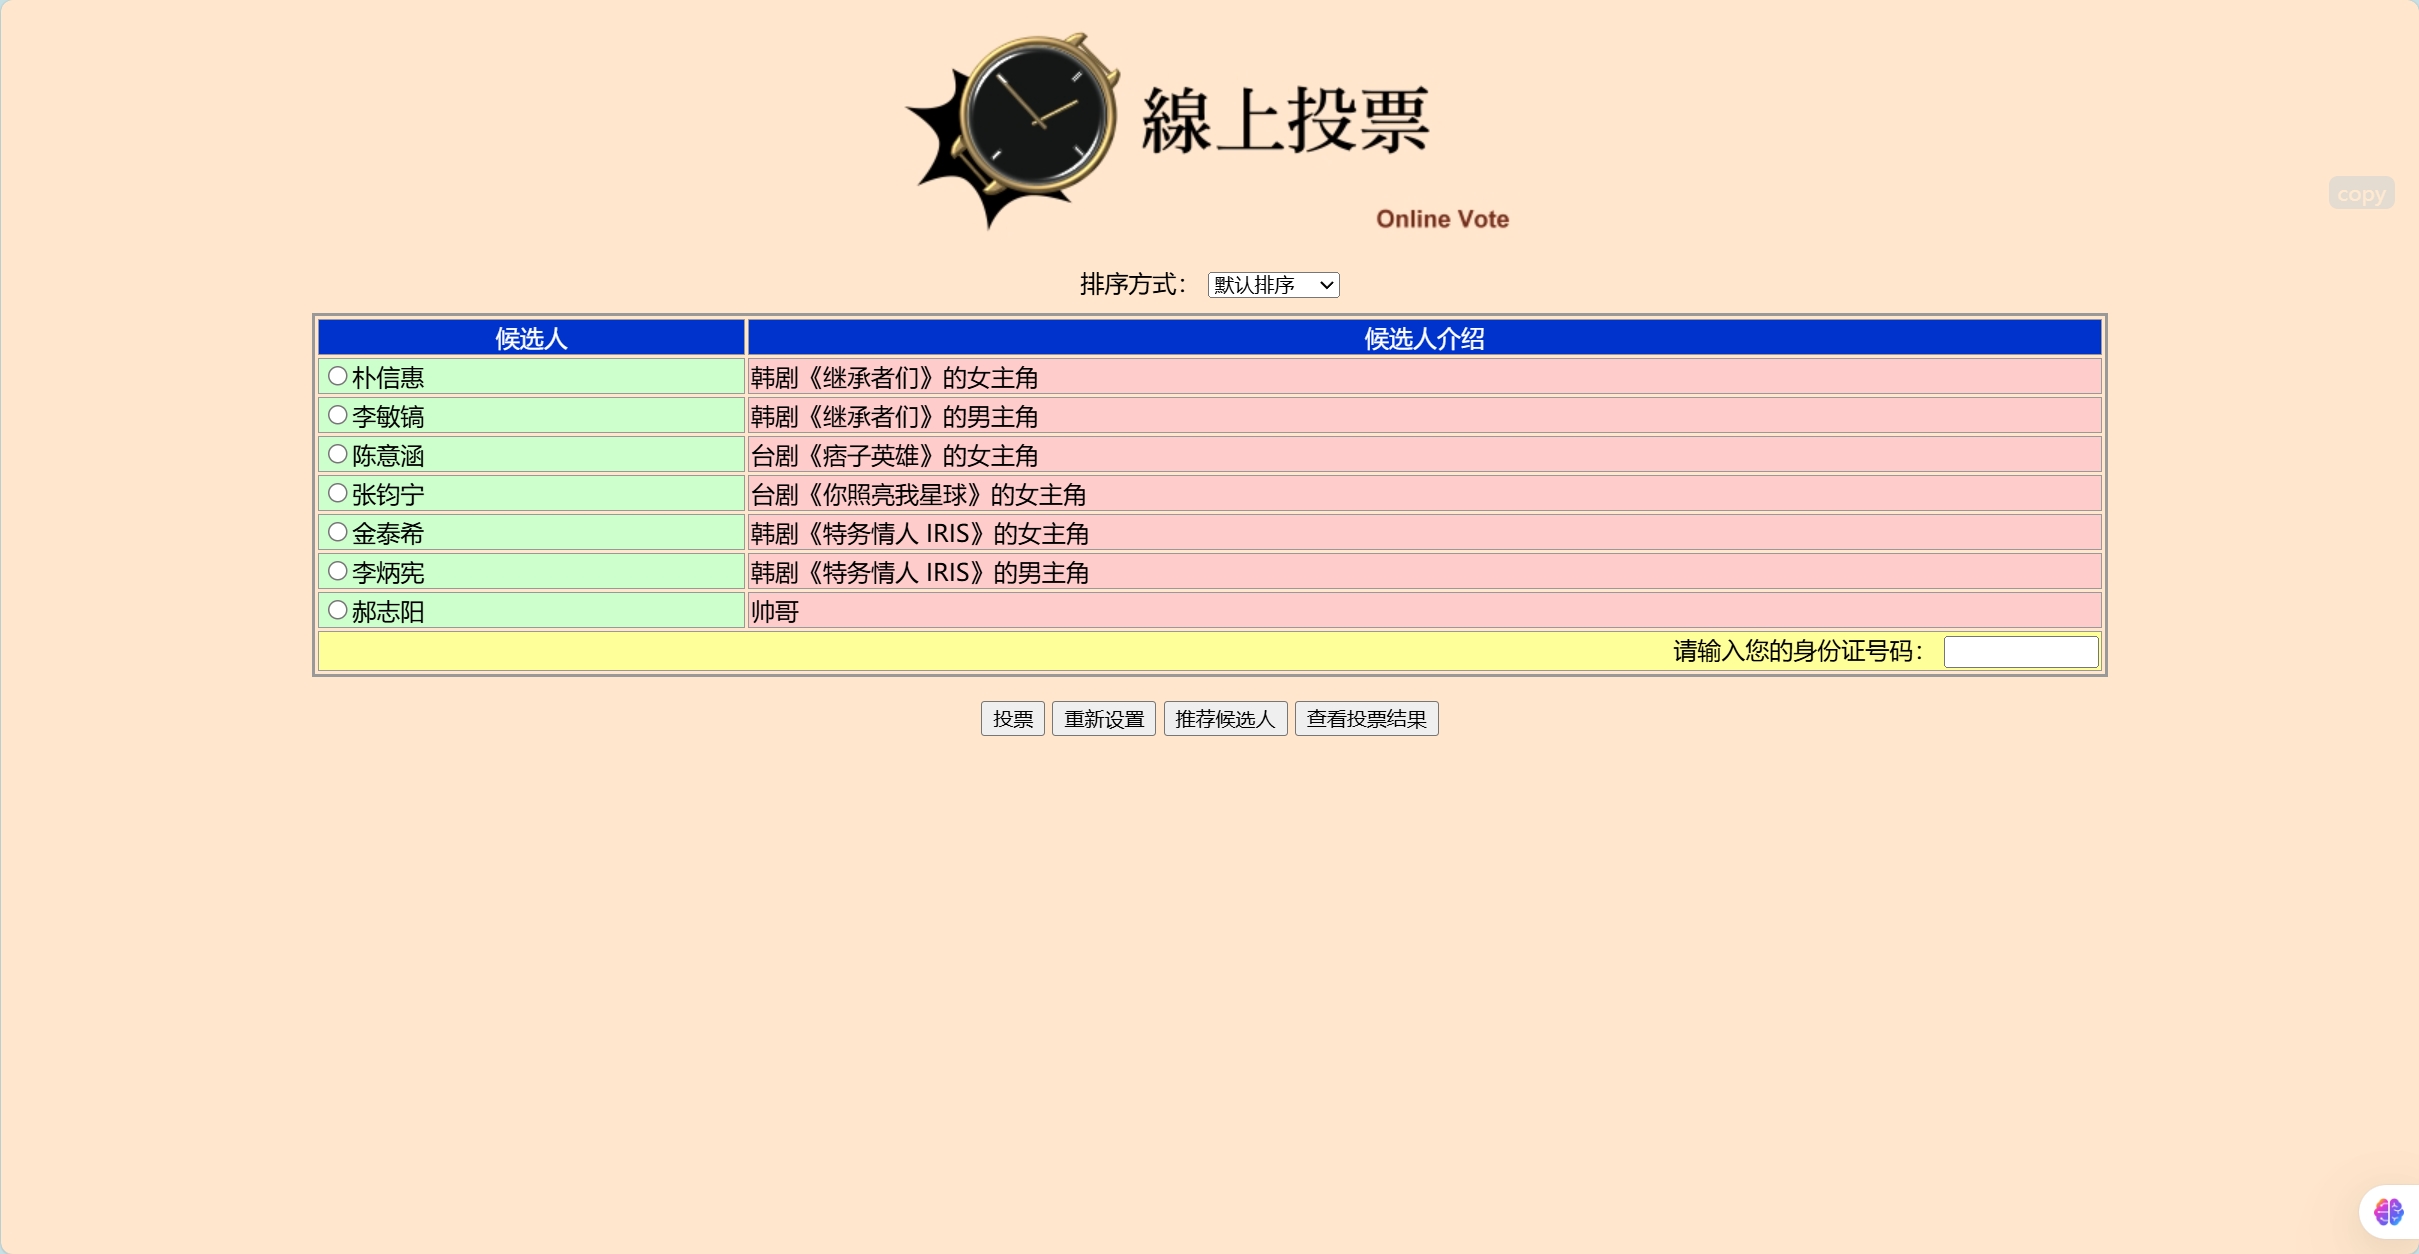 線上投票
Online Vote
copy
排序方式： 默认排序
候选人 候选人介绍
朴信惠 韩剧《继承者们》的女主角
李敏镐 韩剧《继承者们》的男主角
陈意涵 台剧《痞子英雄》的女主角
张钧宁 台剧《你照亮我星球》的女主角
金泰希 韩剧《特务情人 IRIS》的女主角
李炳宪 韩剧《特务情人 IRIS》的男主角
郝志阳 帅哥
请输入您的身份证号码：
投票 重新设置 推荐候选人 查看投票结果